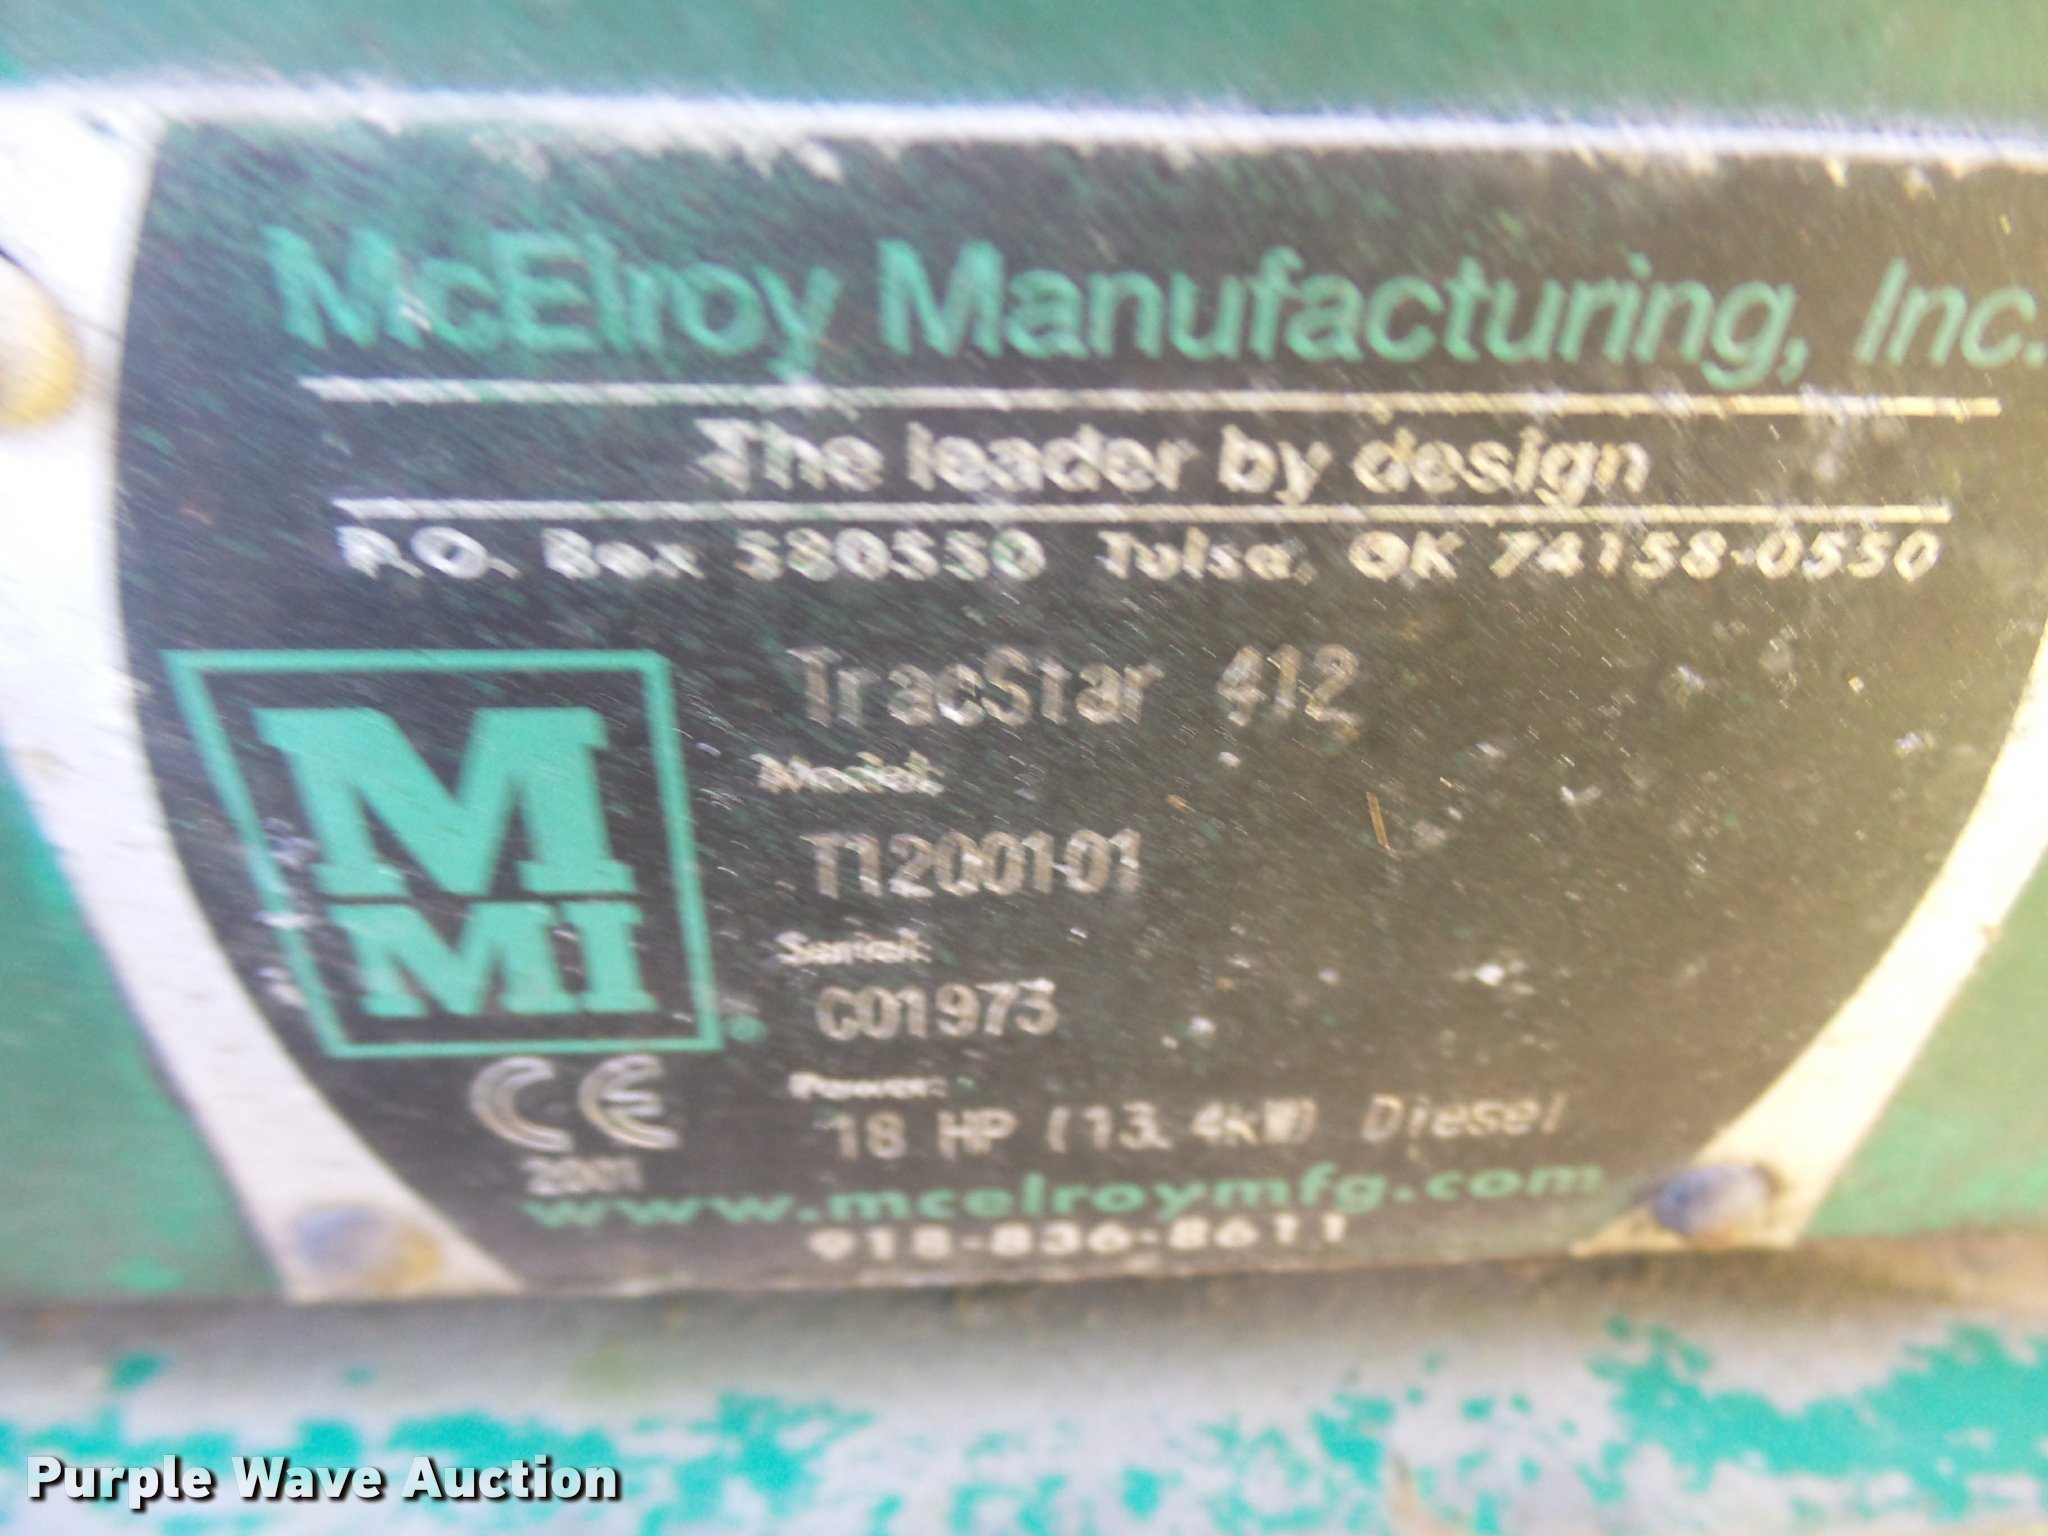 McElroy Manufacturing, Inc.
The leader by design
P.O. Box 580550 Tulsa, OK 74158-0550
TracStar 412
Model:
T1200101
Serial:
C01973
Power:
18 HP (13.4kW) Diesel
M
MI
CE
2001
www.mcelroymfg.com
918-836-8611
Purple Wave Auction